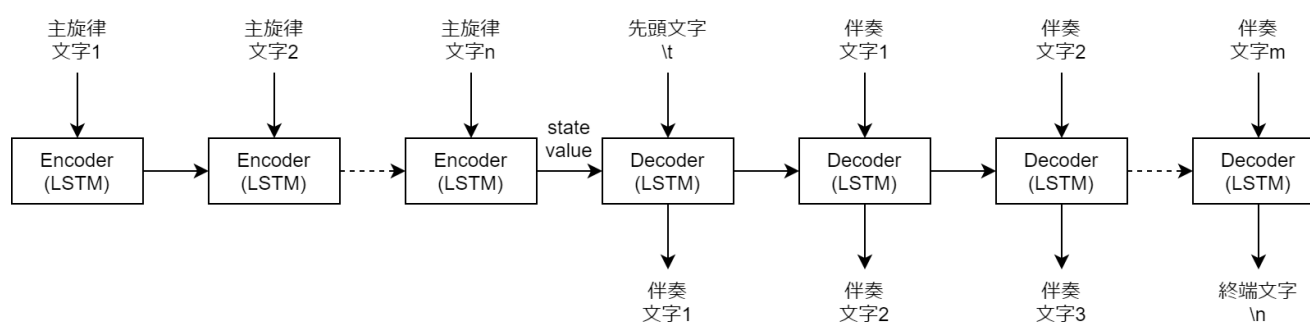 主旋律
文字1
主旋律
文字2
主旋律
文字n
先頭文字
\t
伴奏
文字1
伴奏
文字2
伴奏
文字m
Encoder
(LSTM)
Encoder
(LSTM)
Encoder
(LSTM)
state
value
Decoder
(LSTM)
Decoder
(LSTM)
Decoder
(LSTM)
Decoder
(LSTM)
伴奏
文字1
伴奏
文字2
伴奏
文字3
終端文字
\n